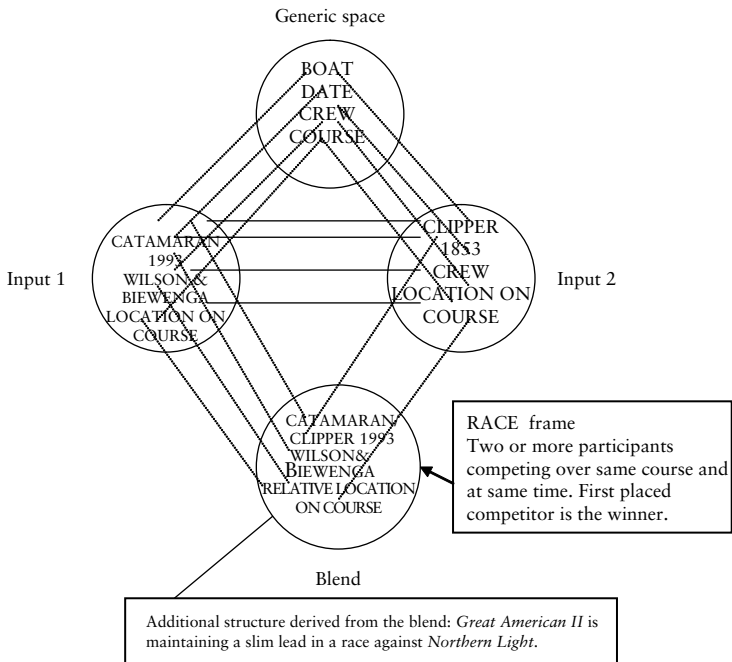 Generic space
BOAT
DATE
CREW
COURSE
Input 1
CATAMARAN
1993
WILSON &
BIEWENGA
LOCATION ON
COURSE
CLIPPER
1853
CREW
LOCATION ON
COURSE
Input 2
CATAMARAN/
CLIPPER 1993
WILSON&
BIEWENGA
RELATIVE LOCATION
ON COURSE
RACE frame
Two or more participants
competing over same course and
at same time. First placed
competitor is the winner.
Blend
Additional structure derived from the blend: Great American II is
maintaining a slim lead in a race against Northern Light.